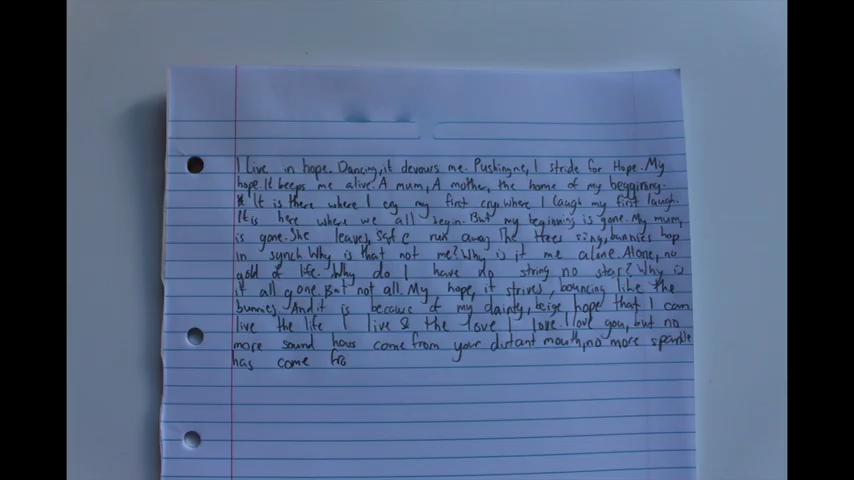 I Live in hope. Dancing, it devours me. Pushing me, I stride for Hope. My
hope. It keeps me alive. A mum, A mother, the home of my beggining.
It is there where I cry my first cry, where I laugh my first laugh.
It is here where we all begin. But my beginning is gone. My mum,
is gone. She leaves, run away. The trees sing, bunnies hop
in synch Why is that not me? Why is it me alone. Alone, no
gold of life. Why do I have no string no star? Why is
it all gone. But not all. My hope, it strives, bouncing like the
bunnies. And it is because of my dainty, beige hope that I can
live the life I live & the love I love. I love you, but no
more sound come from your distant mouth, no more sparkle
has come fro